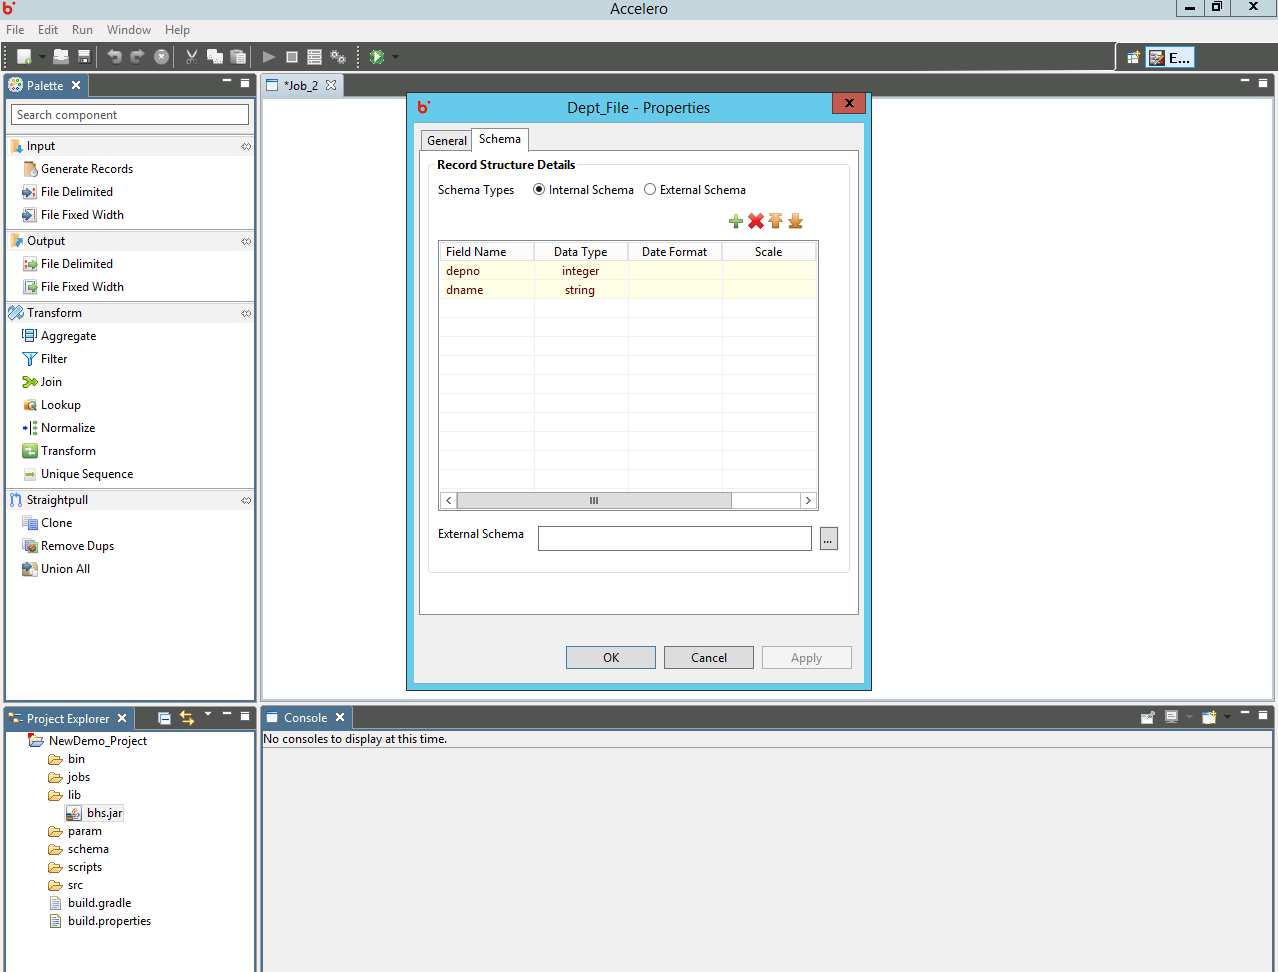 Accelero
File Edit Run Window Help
E...
Palette
*Job_2
Search component
Input
Generate Records
File Delimited
File Fixed Width
Output
File Delimited
File Fixed Width
Transform
Aggregate
Filter
Join
Lookup
Normalize
Transform
Unique Sequence
Straightpull
Clone
Remove Dups
Union All
Dept_File - Properties
General Schema
Record Structure Details
Schema Types Internal Schema External Schema
Field Name Data Type Date Format Scale
depno integer
dname string
External Schema ...
OK Cancel Apply
Project Explorer
NewDemo_Project
bin
jobs
lib
bhs.jar
param
schema
scripts
src
build.gradle
build.properties
Console
No consoles to display at this time.